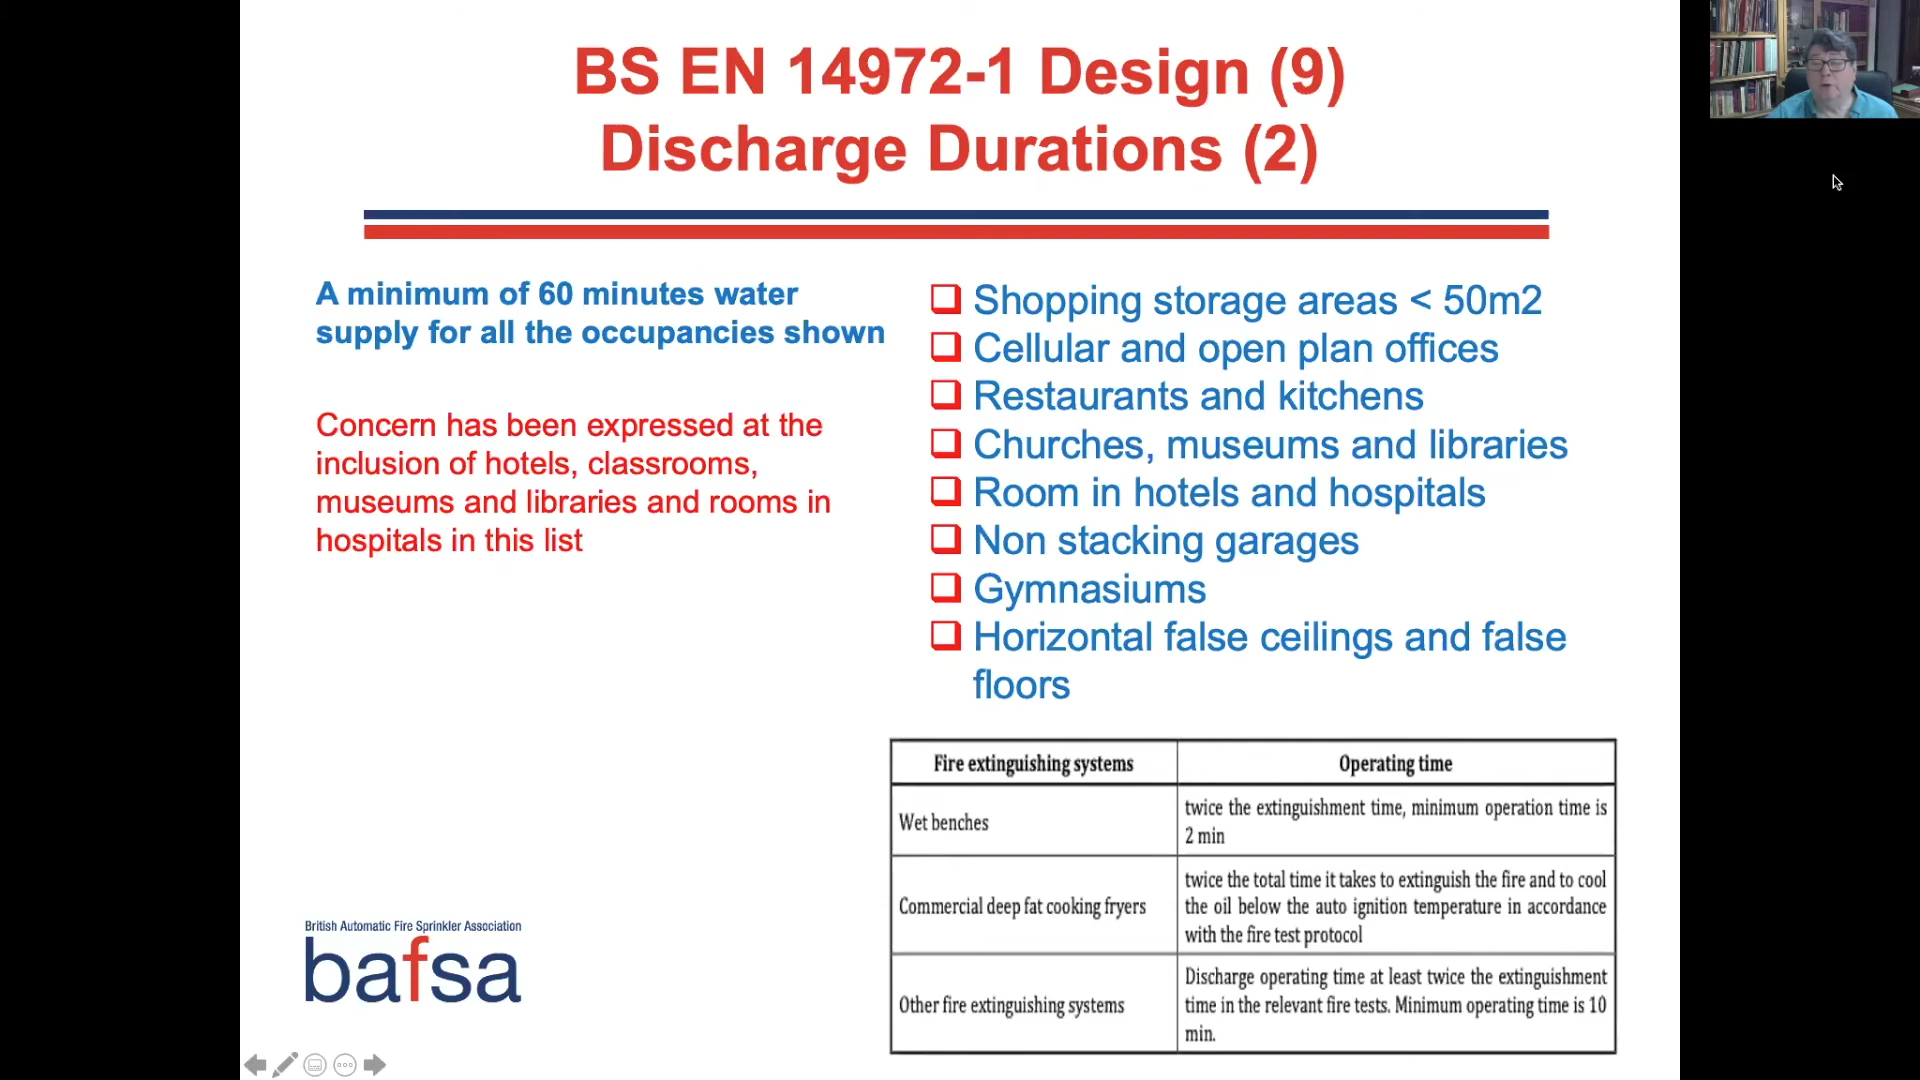 BS EN 14972-1 Design (9)
Discharge Durations (2)
A minimum of 60 minutes water
supply for all the occupancies shown
Concern has been expressed at the
inclusion of hotels, classrooms,
museums and libraries and rooms in
hospitals in this list
Shopping storage areas < 50m2
Cellular and open plan offices
Restaurants and kitchens
Churches, museums and libraries
Room in hotels and hospitals
Non stacking garages
Gymnasiums
Horizontal false ceilings and false
floors
Fire extinguishing systems
Operating time
Wet benches
twice the extinguishment time, minimum operation time is
2 min
Commercial deep fat cooking fryers
twice the total time it takes to extinguish the fire and to cool
the oil below the auto ignition temperature in accordance
with the fire test protocol
Other fire extinguishing systems
Discharge operating time at least twice the extinguishment
time in the relevant fire tests. Minimum operating time is 10
min.
British Automatic Fire Sprinkler Association
bafsa